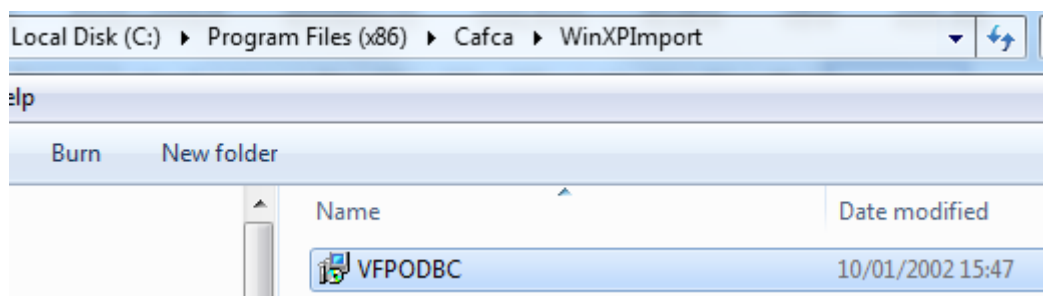 Local Disk (C:) ▸ Program Files (x86) ▸ Cafca ▸ WinXPImport
elp
Burn New folder
Name Date modified
VFPODBC 10/01/2002 15:47